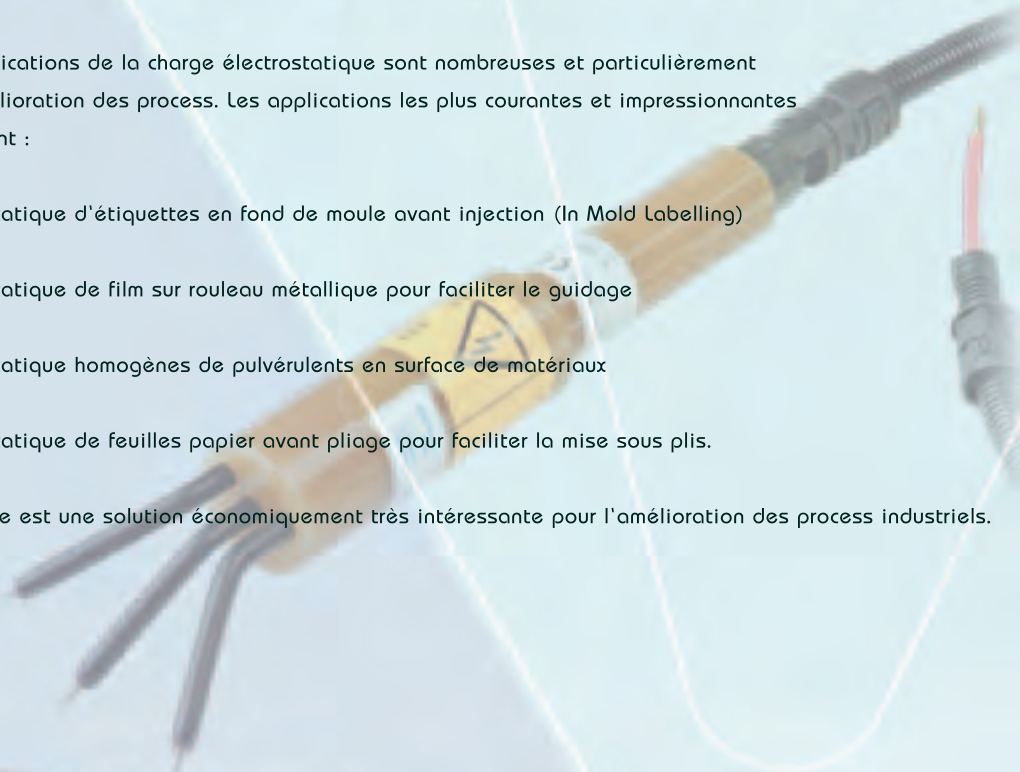 ications de la charge électrostatique sont nombreuses et particulièrement
lioration des process. Les applications les plus courantes et impressionnantes
nt :
atique d'étiquettes en fond de moule avant injection (In Mold Labelling)
atique de film sur rouleau métallique pour faciliter le guidage
atique homogènes de pulvérulents en surface de matériaux
atique de feuilles papier avant pliage pour faciliter la mise sous plis.
e est une solution économiquement très intéressante pour l'amélioration des process industriels.